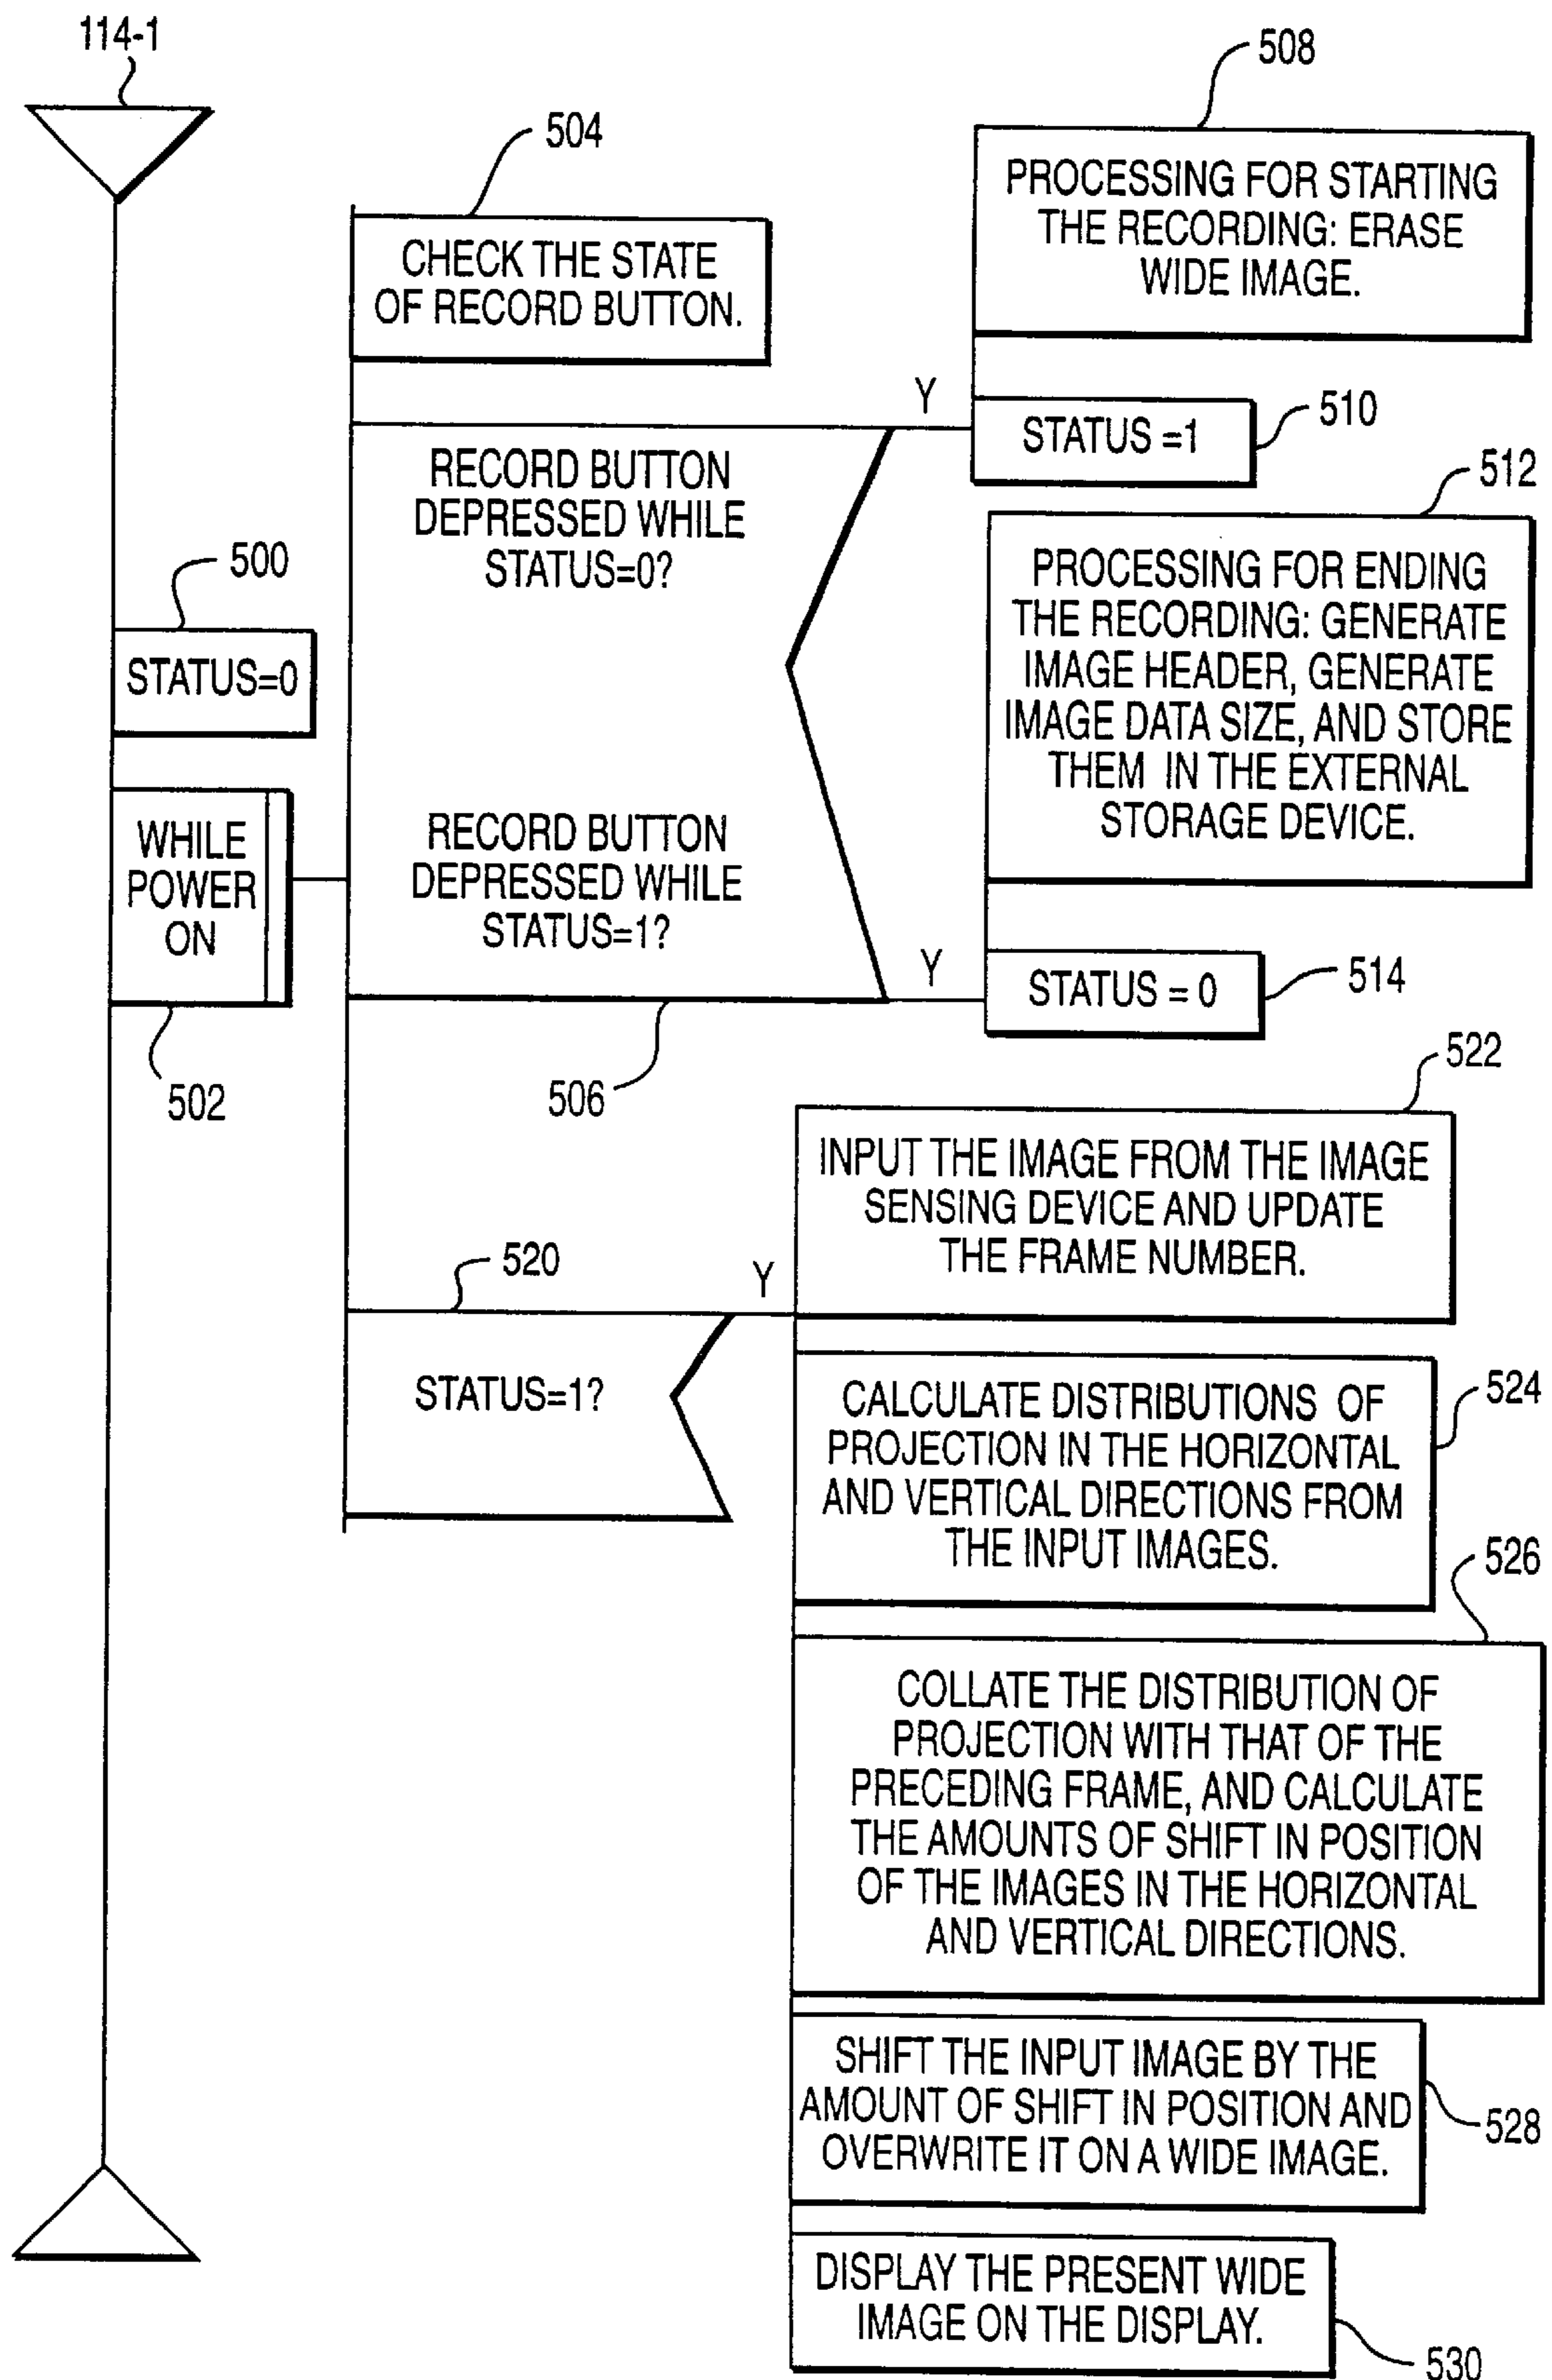 114-1
508
504
PROCESSING FOR STARTING
THE RECORDING: ERASE
WIDE IMAGE.
CHECK THE STATE
OF RECORD BUTTON.
Y
STATUS =1
510
RECORD BUTTON
DEPRESSED WHILE
STATUS=0?
512
500
STATUS=0
PROCESSING FOR ENDING
THE RECORDING: GENERATE
IMAGE HEADER, GENERATE
IMAGE DATA SIZE, AND STORE
THEM IN THE EXTERNAL
STORAGE DEVICE.
WHILE
POWER
ON
502
RECORD BUTTON
DEPRESSED WHILE
STATUS=1?
Y
STATUS = 0
514
506
522
INPUT THE IMAGE FROM THE IMAGE
SENSING DEVICE AND UPDATE
THE FRAME NUMBER.
520
Y
STATUS=1?
CALCULATE DISTRIBUTIONS OF
PROJECTION IN THE HORIZONTAL
AND VERTICAL DIRECTIONS FROM
THE INPUT IMAGES.
524
526
COLLATE THE DISTRIBUTION OF
PROJECTION WITH THAT OF THE
PRECEDING FRAME, AND CALCULATE
THE AMOUNTS OF SHIFT IN POSITION
OF THE IMAGES IN THE HORIZONTAL
AND VERTICAL DIRECTIONS.
SHIFT THE INPUT IMAGE BY THE
AMOUNT OF SHIFT IN POSITION AND
OVERWRITE IT ON A WIDE IMAGE.
528
DISPLAY THE PRESENT WIDE
IMAGE ON THE DISPLAY.
530